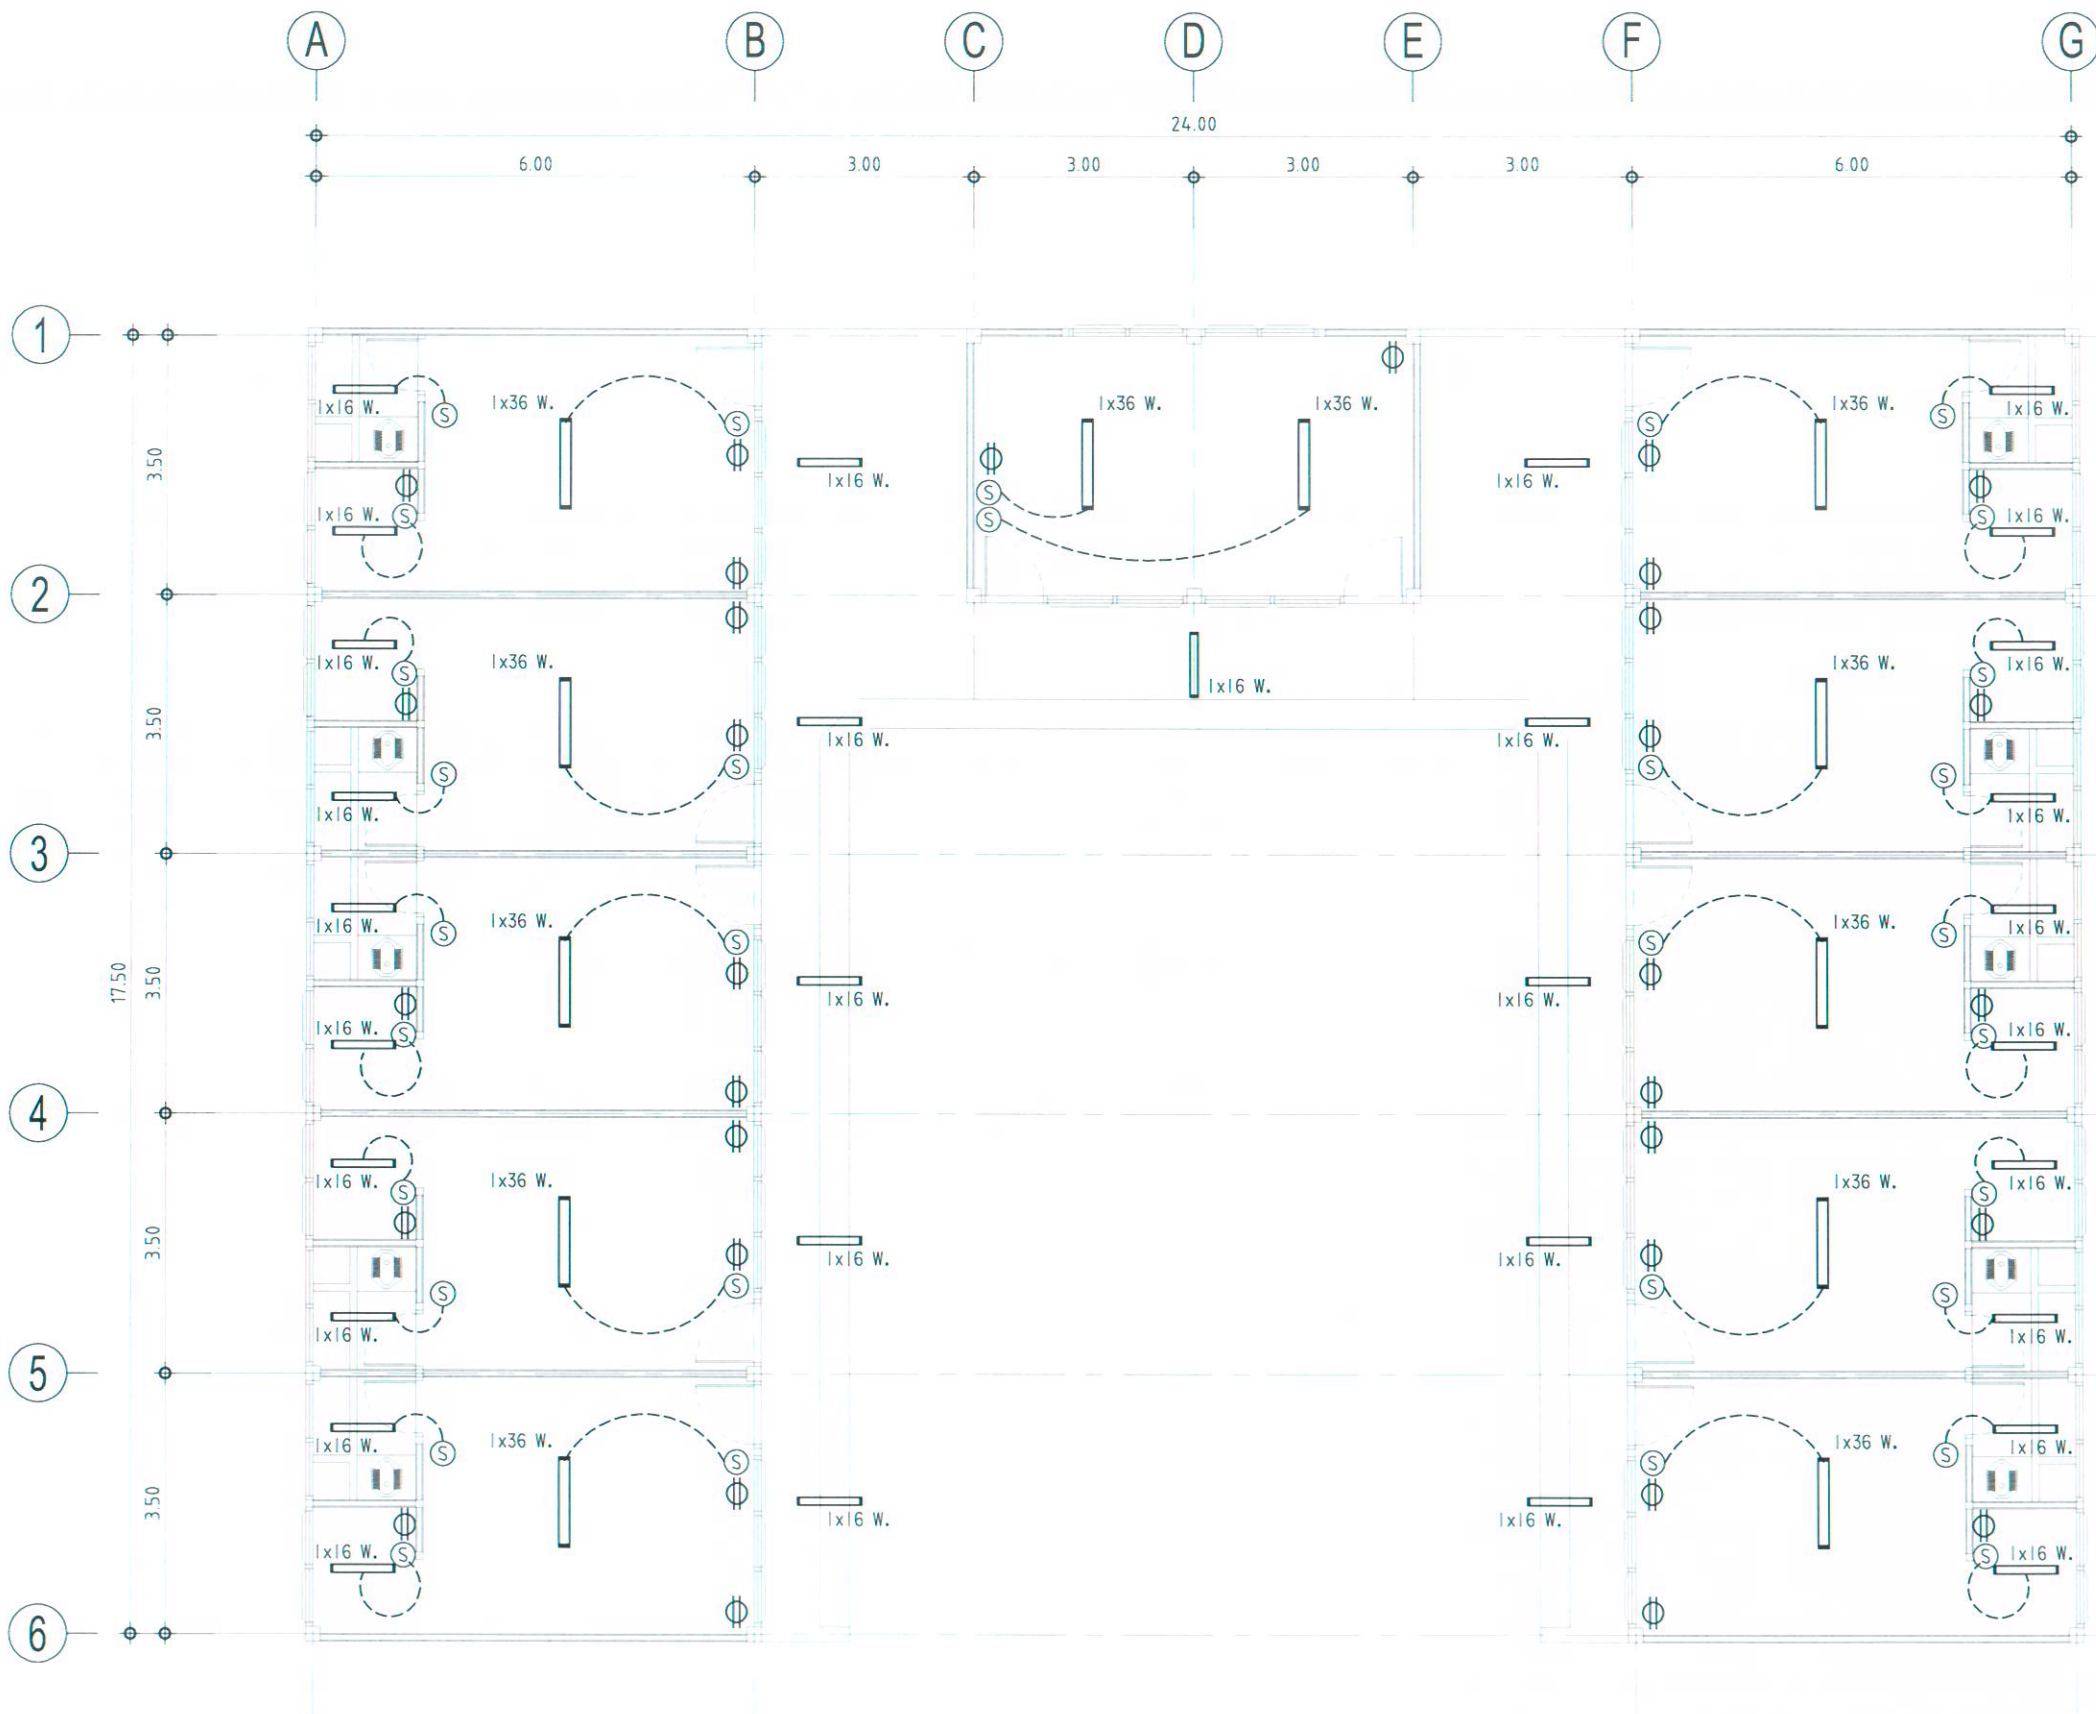 A B C D E F G
24.00
6.00 3.00 3.00 3.00 3.00 6.00
1
1x16 W. 1x36 W. 1x36 W. 1x36 W. 1x36 W. 1x16 W.
S S S S
3.50 1x16 W. 1x16 W.
S
1x16 W. S S 1x16 W.
S
2
1x16 W. 1x36 W. 1x36 W. 1x16 W.
S S
1x16 W.
3.50 1x16 W. 1x16 W.
S S S S
1x16 W. 1x16 W.
3
1x16 W. 1x36 W. 1x36 W. 1x16 W.
S S S S
17.50 3.50 1x16 W. 1x16 W.
1x16 W. S S 1x16 W.
4
1x16 W. 1x36 W. 1x36 W. 1x16 W.
S S
3.50 1x16 W. 1x16 W.
S S S S
1x16 W. 1x16 W.
5
1x16 W. 1x36 W. 1x36 W. 1x16 W.
S S S S
3.50 1x16 W. 1x16 W.
1x16 W. S S 1x16 W.
6